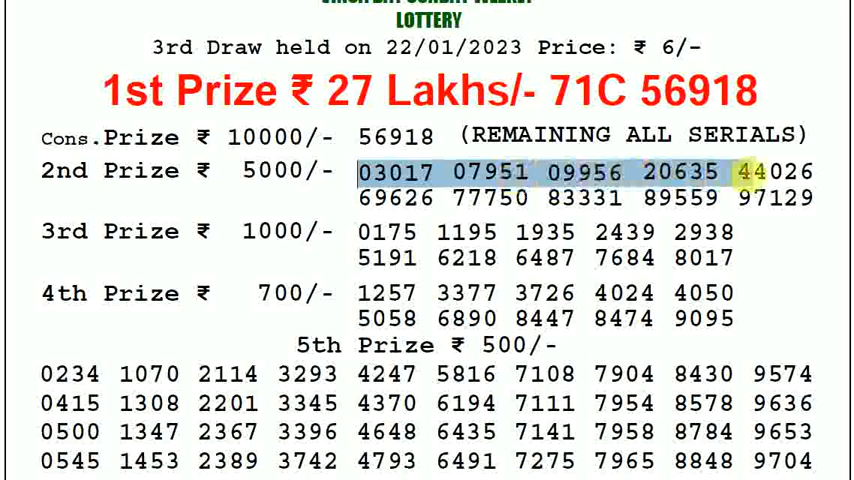 LOTTERY
3rd Draw held on 22/01/2023 Price: ₹ 6/-
1st Prize ₹ 27 Lakhs/- 71C 56918
Cons.Prize ₹ 10000/- 56918 (REMAINING ALL SERIALS)
2nd Prize ₹ 5000/- 03017 07951 09956 20635 44026
69626 77750 83331 89559 97129
3rd Prize ₹ 1000/- 0175 1195 1935 2439 2938
5191 6218 6487 7684 8017
4th Prize ₹ 700/- 1257 3377 3726 4024 4050
5058 6890 8447 8474 9095
5th Prize ₹ 500/-
0234 1070 2114 3293 4247 5816 7108 7904 8430 9574
0415 1308 2201 3345 4370 6194 7111 7954 8578 9636
0500 1347 2367 3396 4648 6435 7141 7958 8784 9653
0545 1453 2389 3742 4793 6491 7275 7965 8848 9704